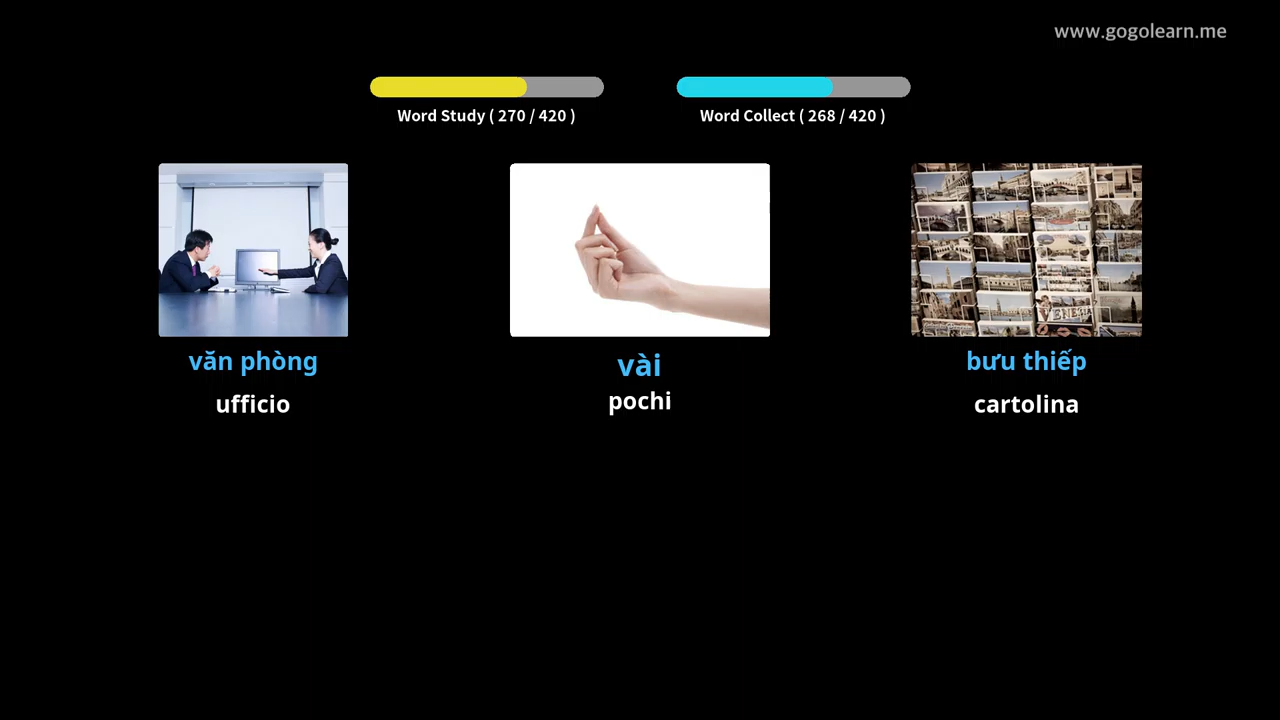 www.gogolearn.me
Word Study ( 270 / 420 )
Word Collect ( 268 / 420 )
VENEZIA
văn phòng
vài
bưu thiếp
ufficio
pochi
cartolina